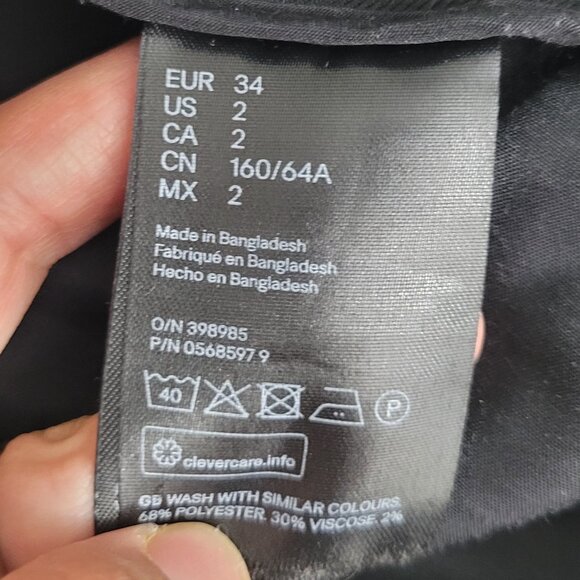 EUR 34
US 2
CA 2
CN 160/64A
MX 2
Made in Bangladesh
Fabriqué en Bangladesh
Hecho en Bangladesh
O/N 398985
P/N 0568597 9
40 P
clevercare.info
GB WASH WITH SIMILAR COLOURS
68% POLYESTER, 30% VISCOSE, 2%